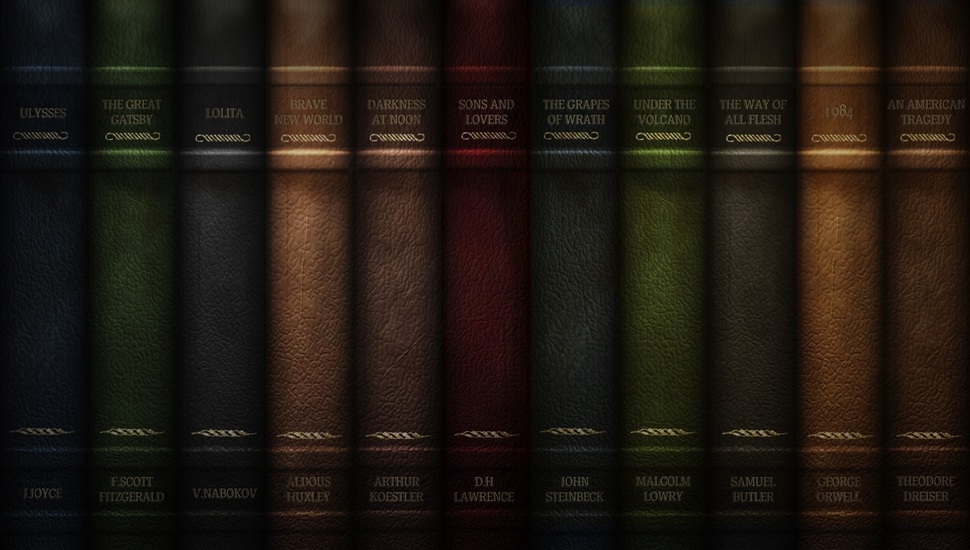 ULYSSES
THE GREAT
GATSBY
LOLITA
BRAVE
NEW WORLD
DARKNESS
AT NOON
SONS AND
LOVERS
THE GRAPES
OF WRATH
UNDER THE
VOLCANO
THE WAY OF
ALL FLESH
1984
AN AMERICAN
TRAGEDY
J.JOYCE
F.SCOTT
FITZGERALD
V.NABOKOV
ALDOUS
HUXLEY
ARTHUR
KOESTLER
D.H
LAWRENCE
JOHN
STEINBECK
MALCOLM
LOWRY
SAMUEL
BUTLER
GEORGE
ORWELL
THEODORE
DREISER